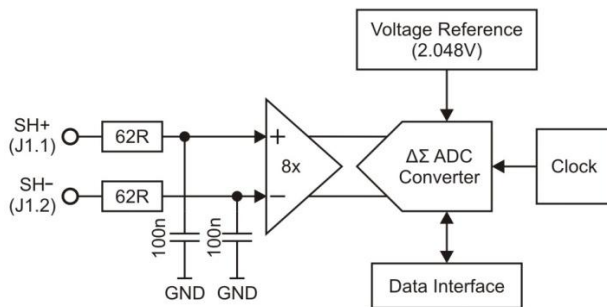 Voltage Reference
(2.048V)
SH+
(J1.1)
62R
+
8x
ΔΣ ADC
Converter
Clock
SH−
(J1.2)
62R
−
100n
100n
GND
GND
Data Interface